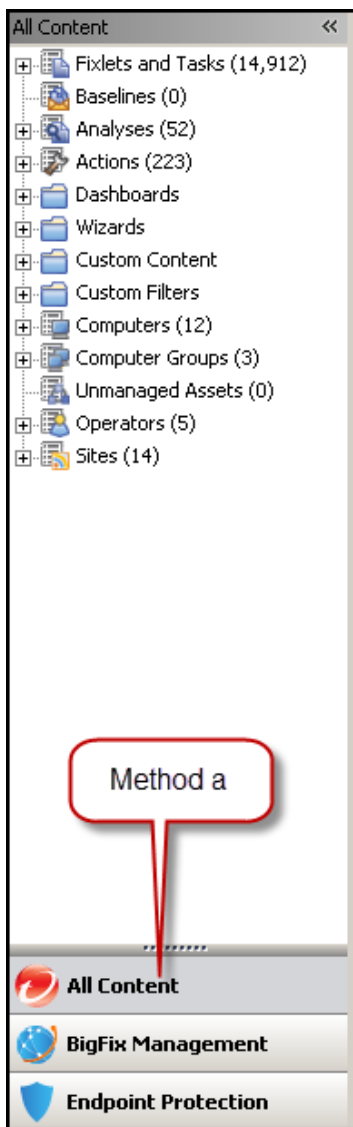 All Content
Fixlets and Tasks (14,912)
Baselines (0)
Analyses (52)
Actions (223)
Dashboards
Wizards
Custom Content
Custom Filters
Computers (12)
Computer Groups (3)
Unmanaged Assets (0)
Operators (5)
Sites (14)
Method a
All Content
BigFix Management
Endpoint Protection